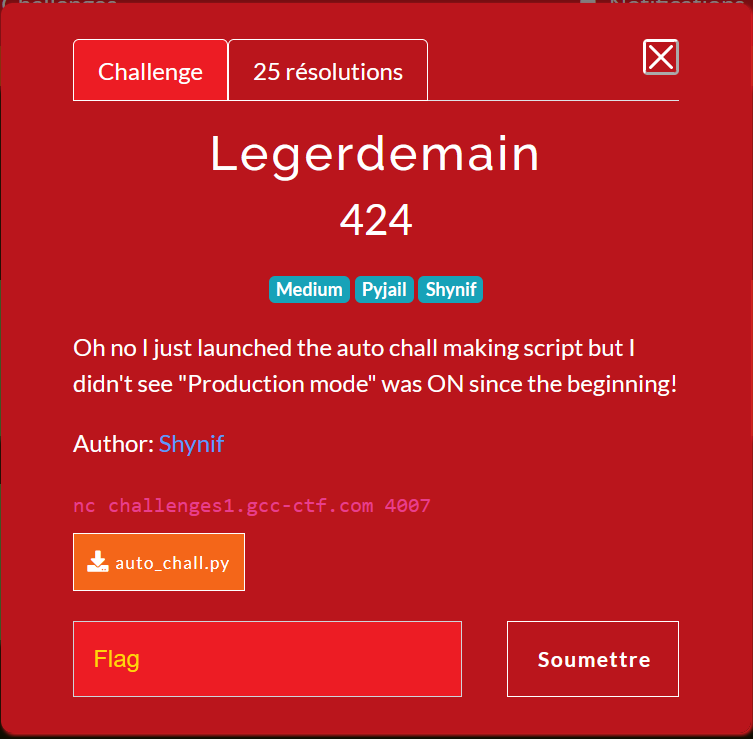 Challenges
Notifications
Challenge
25 résolutions
Legerdemain
424
Medium Pyjail Shynif
Oh no I just launched the auto chall making script but I
didn't see "Production mode" was ON since the beginning!
Author: Shynif
nc challenges1.gcc-ctf.com 4007
auto_chall.py
Flag
Soumettre